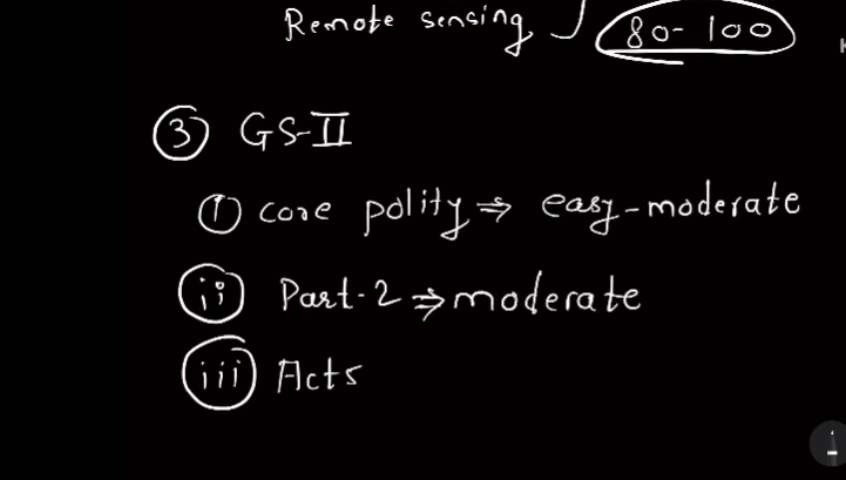 Remote sensing 80-100
③ GS-II
① core polity ⇒ easy-moderate
ii Part-2 ⇒ moderate
iii Acts